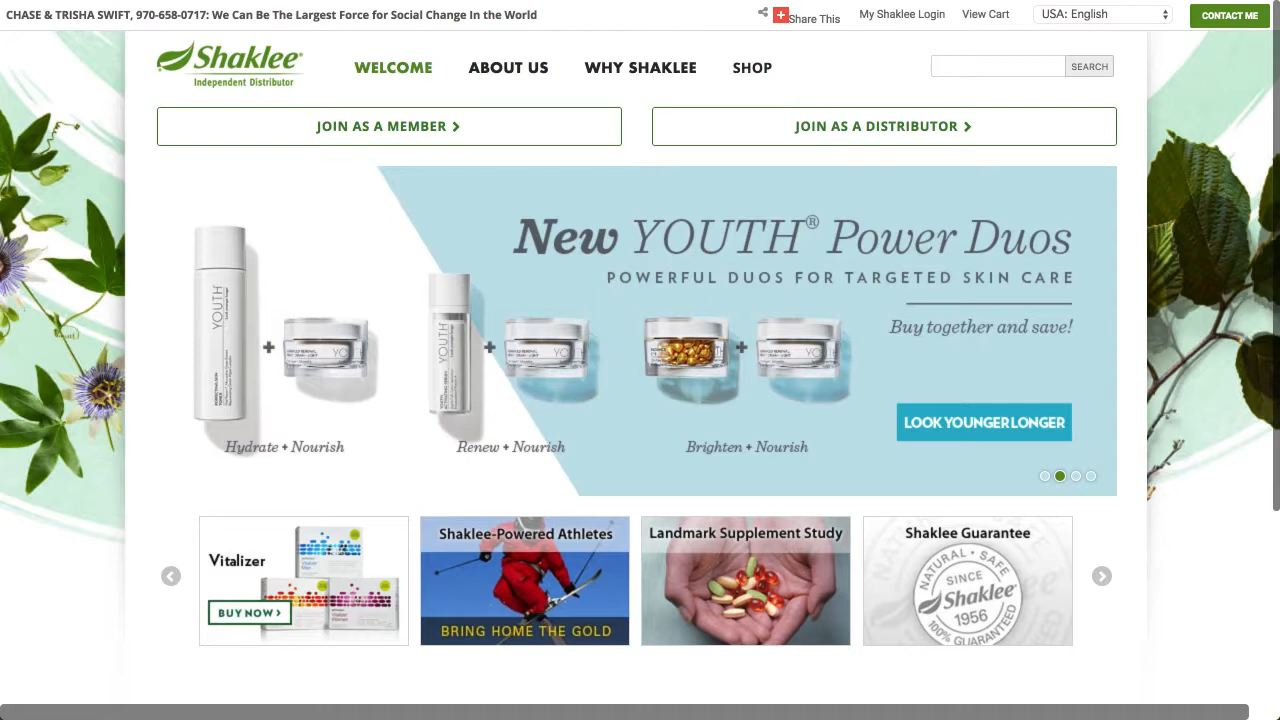 CHASE & TRISHA SWIFT, 970-658-0717: We Can Be The Largest Force for Social Change In the World
Share This
My Shaklee Login
View Cart
USA: English
CONTACT ME
Shaklee®
Independent Distributor
WELCOME
ABOUT US
WHY SHAKLEE
SHOP
SEARCH
JOIN AS A MEMBER
JOIN AS A DISTRIBUTOR
New YOUTH® Power Duos
POWERFUL DUOS FOR TARGETED SKIN CARE
Buy together and save!
YOUTH
+
YOUTH
+
+
LOOK YOUNGER LONGER
Hydrate + Nourish
Renew + Nourish
Brighten + Nourish
Vitalizer
BUY NOW >
Shaklee-Powered Athletes
BRING HOME THE GOLD
Landmark Supplement Study
Shaklee Guarantee
NATURAL • SAFE
SINCE
Shaklee
1956
100% GUARANTEED